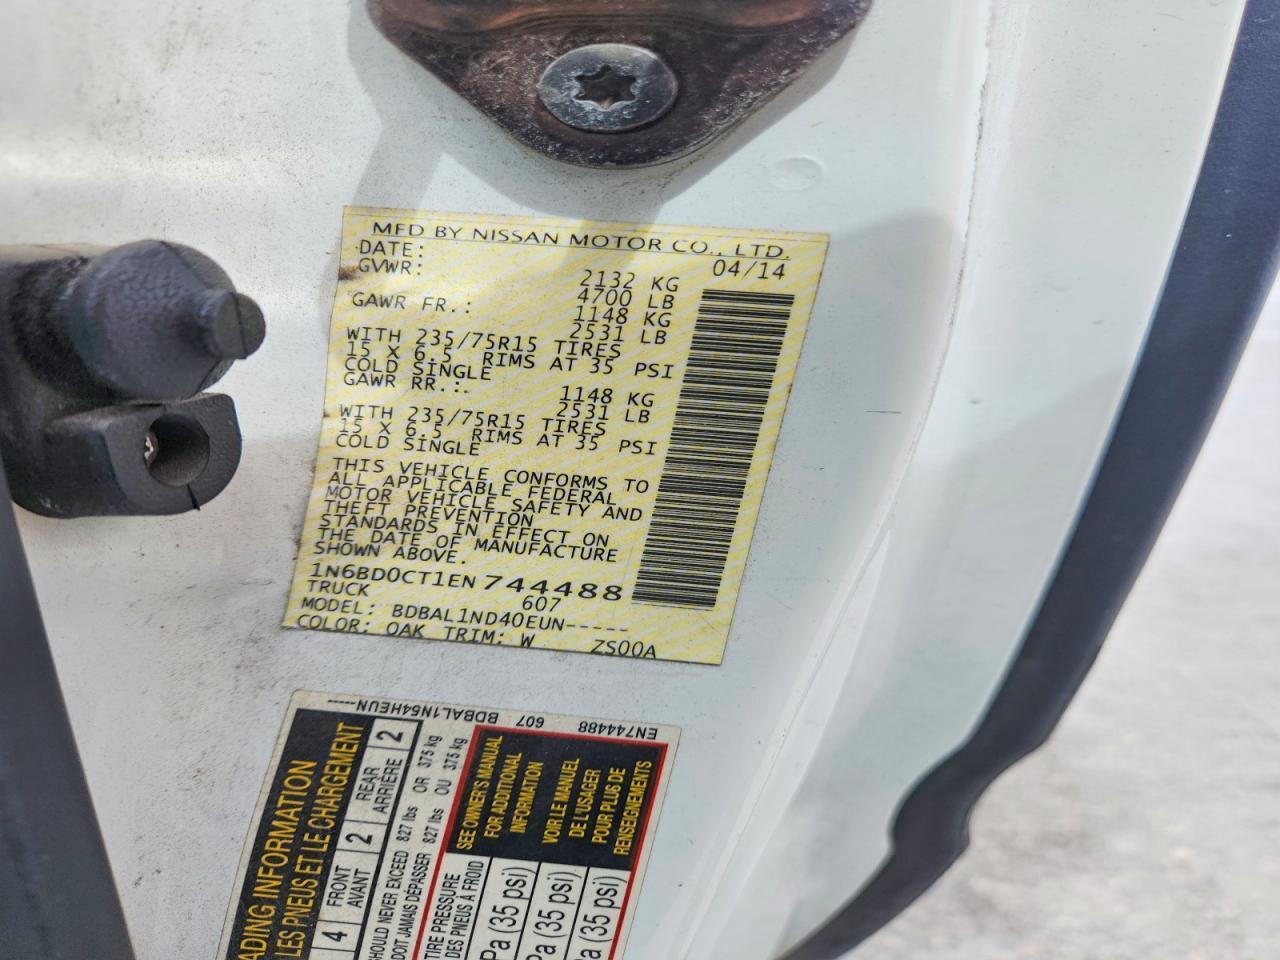 MFD BY NISSAN MOTOR CO., LTD.
DATE: 04/14
GVWR: 2132 KG
4700 LB
GAWR FR.: 1148 KG
2531 LB
WITH 235/75R15 TIRES
15 X 6.5 RIMS AT 35 PSI
COLD SINGLE
GAWR RR.: 1148 KG
2531 LB
WITH 235/75R15 TIRES
15 X 6.5 RIMS AT 35 PSI
COLD SINGLE
THIS VEHICLE CONFORMS TO
ALL APPLICABLE FEDERAL
MOTOR VEHICLE SAFETY AND
THEFT PREVENTION
STANDARDS IN EFFECT ON
THE DATE OF MANUFACTURE
SHOWN ABOVE.
1N6BD0CT1EN744488
TRUCK 607
MODEL: BDBAL1ND40EUN-----
COLOR: QAK TRIM: W ZS00A
EN744488 607 BDBAL1N64HEUN-----
ADING INFORMATION
LES PNEUS ET LE CHARGEMENT
4 FRONT 2 REAR 2
AVANT ARRIÈRE
HOULD NEVER EXCEED 827 lbs OR 375 kg
DOIT JAMAIS DÉPASSER 827 lbs OU 375 kg
TIRE PRESSURE
DES PNEUS À FROID
SEE OWNER'S MANUAL
FOR ADDITIONAL
INFORMATION
VOIR LE MANUEL
DE L'USAGER
POUR PLUS DE
RENSEIGNEMENTS
Pa (35 psi)
Pa (35 psi)
Pa (35 psi)